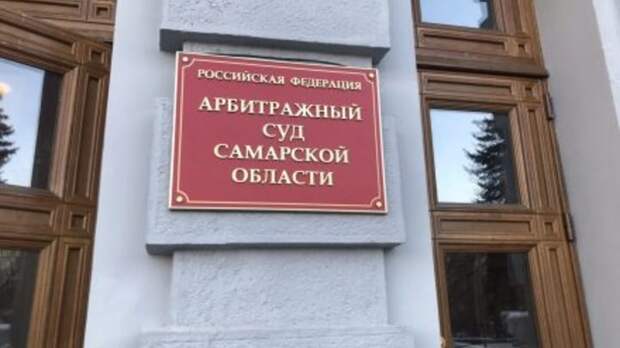 РОССИЙСКАЯ ФЕДЕРАЦИЯ
АРБИТРАЖНЫЙ
СУД
САМАРСКОЙ
ОБЛАСТИ